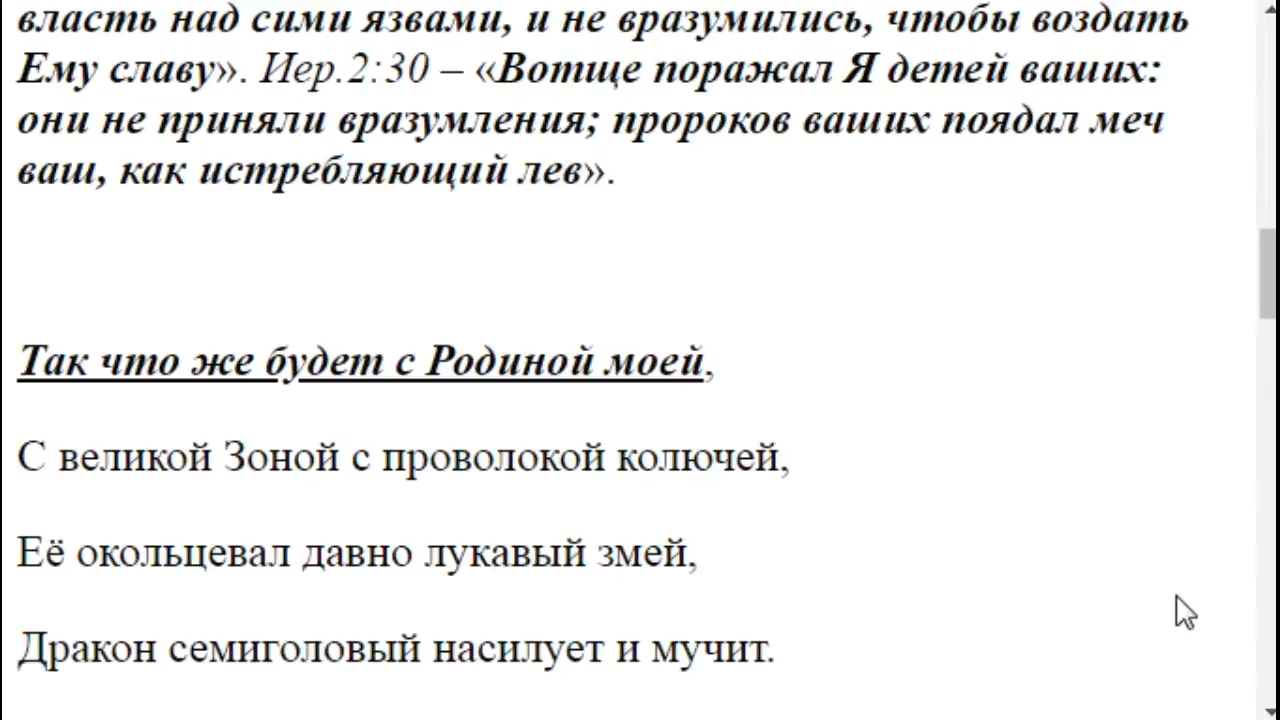 власть над сими язвами, и не вразумились, чтобы воздать
Ему славу». Иер.2:30 – «Вотще поражал Я детей ваших:
они не приняли вразумления; пророков ваших поядал меч
ваш, как истребляющий лев».
Так что же будет с Родиной моей,
С великой Зоной с проволокой колючей,
Её окольцевал давно лукавый змей,
Дракон семиголовый насилует и мучит.